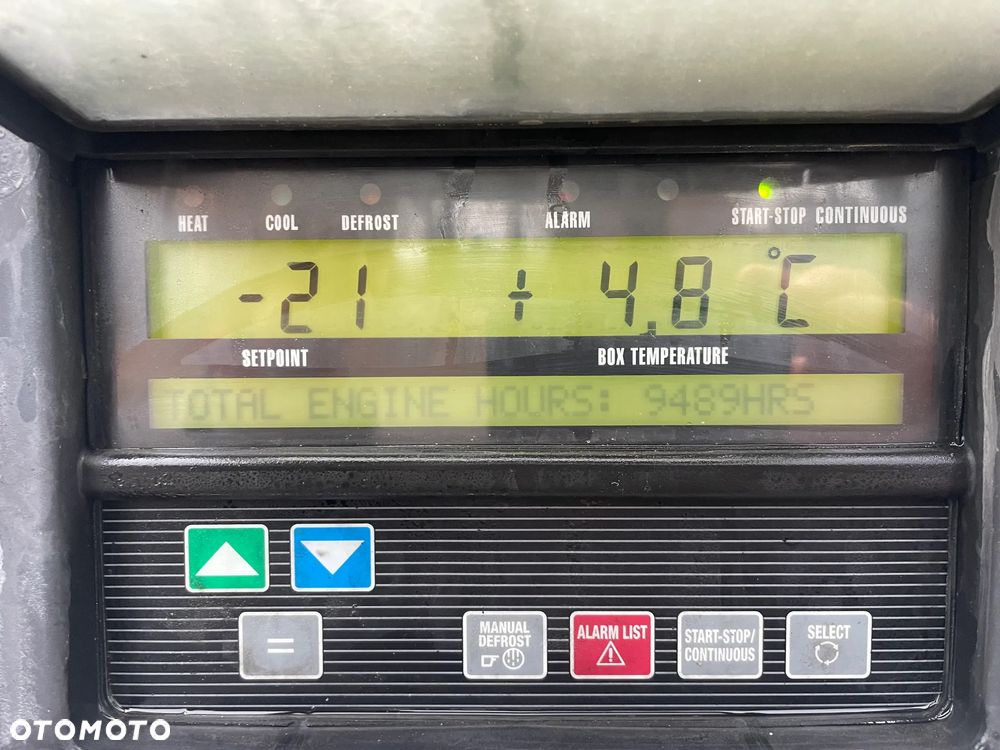 HEAT COOL DEFROST ALARM START-STOP CONTINUOUS
-21 + 4.8 °C
SETPOINT BOX TEMPERATURE
TOTAL ENGINE HOURS: 9489HRS
=
MANUAL
DEFROST
ALARM LIST
START-STOP/
CONTINUOUS
SELECT
OTOMOTO